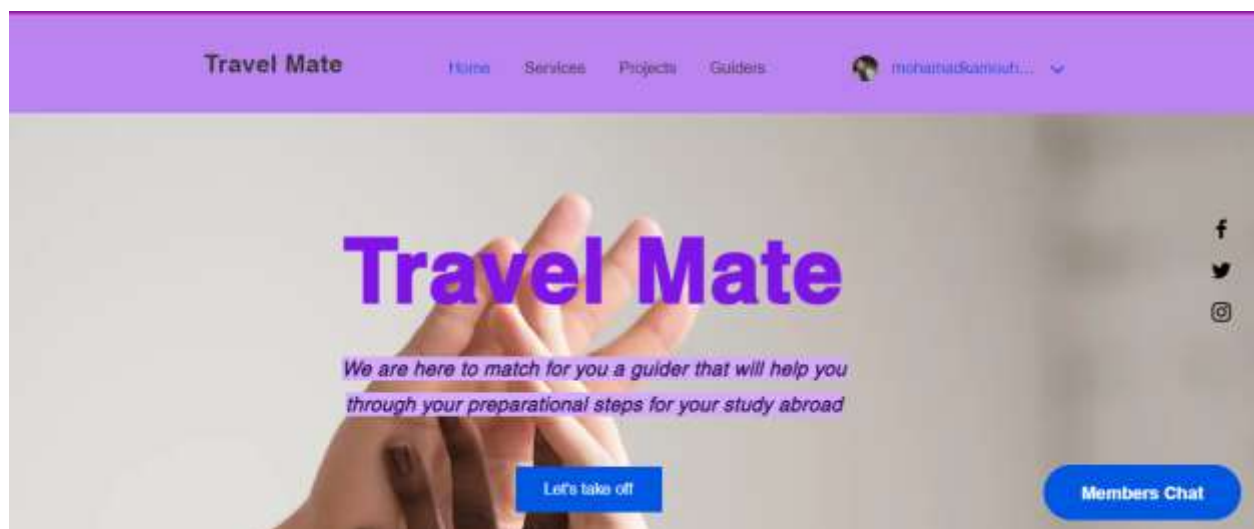 Travel Mate
Home Services Projects Guiders
Travel Mate
We are here to match for you a guider that will help you
through your preparational steps for your study abroad
Let's take off
Members Chat